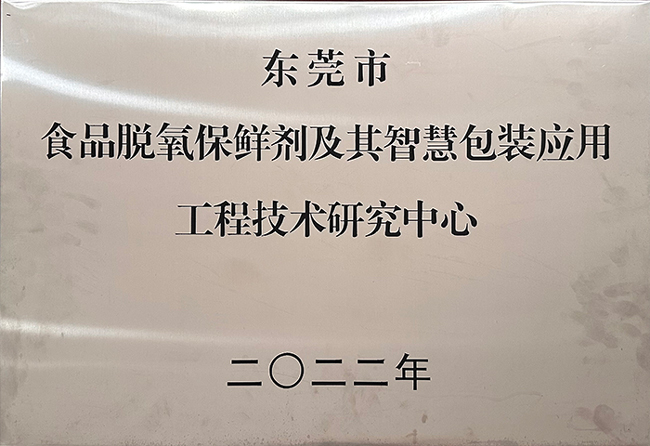 东莞市
食品脱氧保鲜剂及其智慧包装应用
工程技术研究中心
二〇二二年